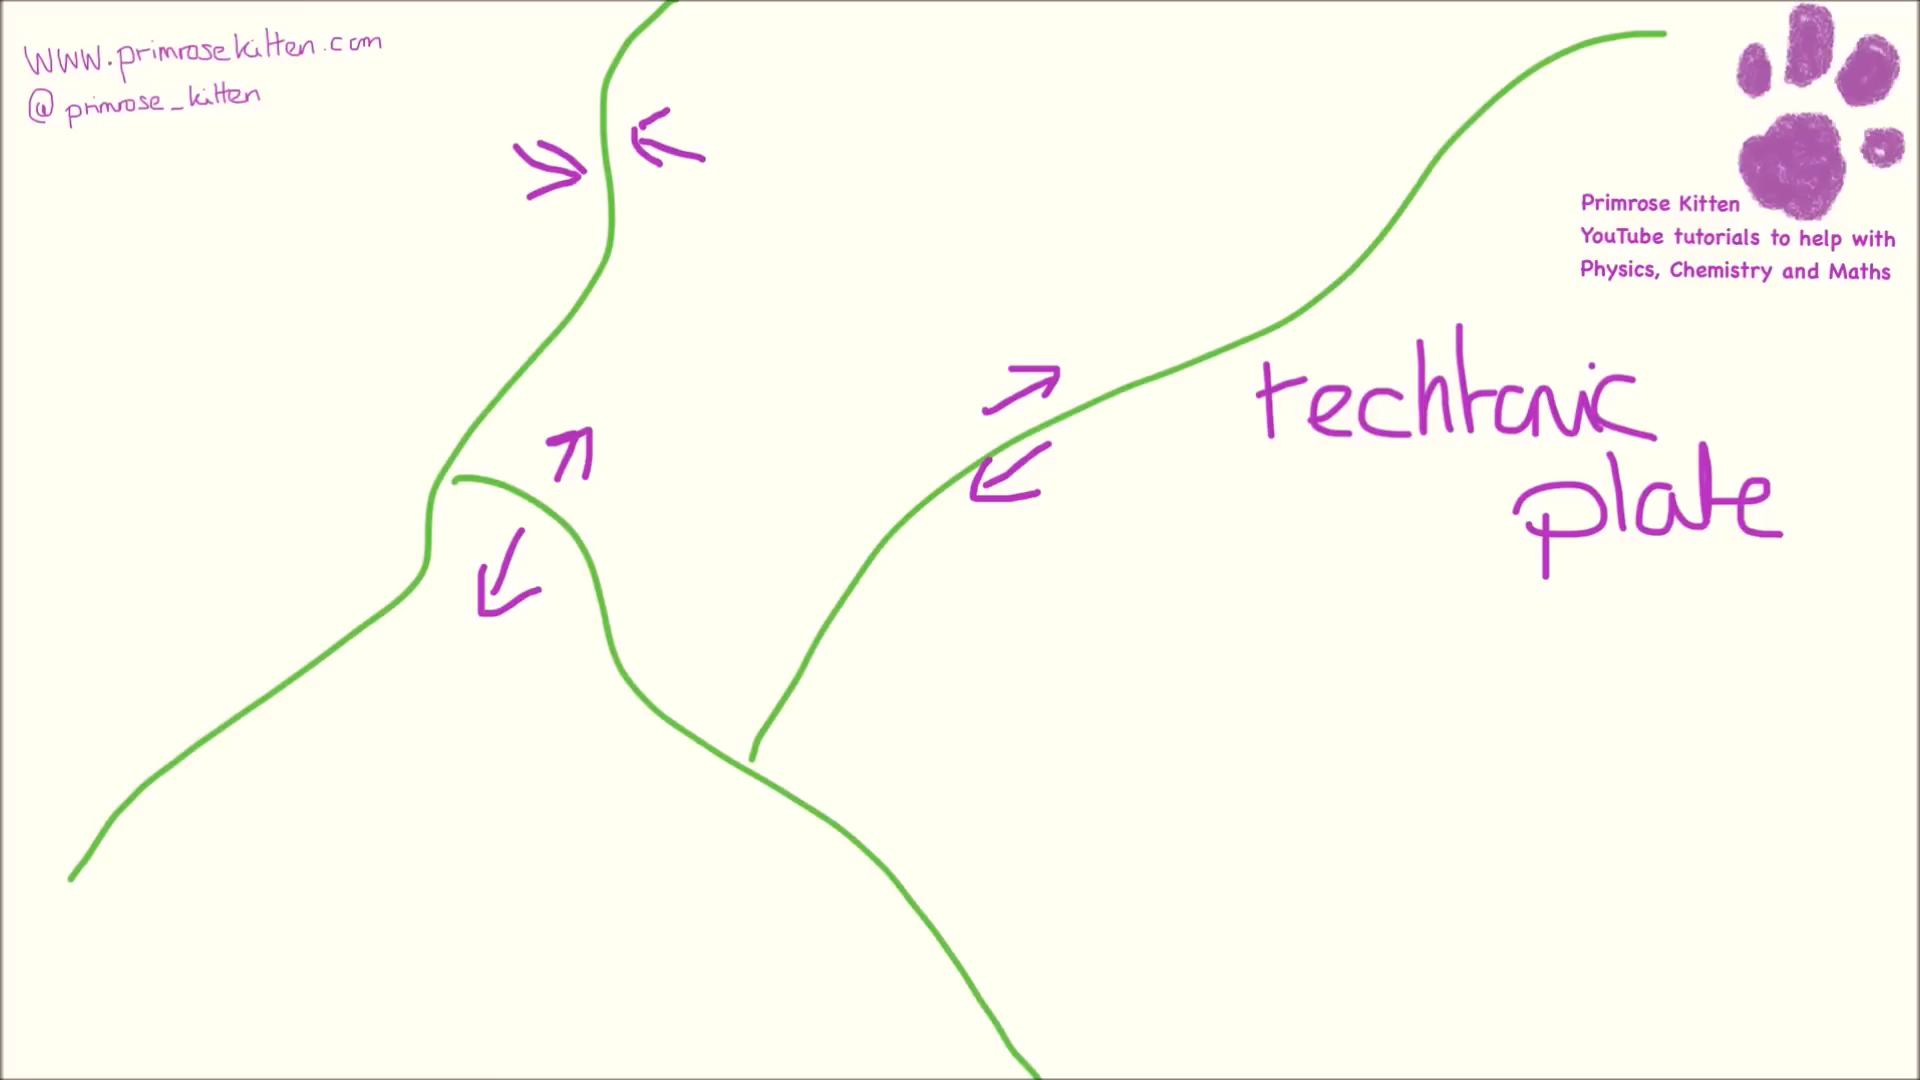 www.primrosekitten.com
@primrose_kitten
Primrose Kitten
YouTube tutorials to help with
Physics, Chemistry and Maths
techtonic
plate